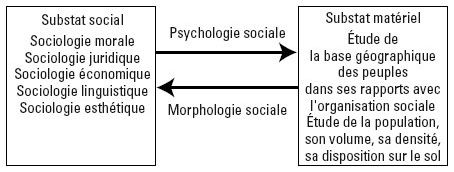 Substat social
Sociologie morale
Sociologie juridique
Sociologie économique
Sociologie linguistique
Sociologie esthétique
Psychologie sociale
Morphologie sociale
Substat matériel
Étude de
la base géographique
des peuples
dans ses rapports avec
l'organisation sociale
Étude de la population,
son volume, sa densité,
sa disposition sur le sol